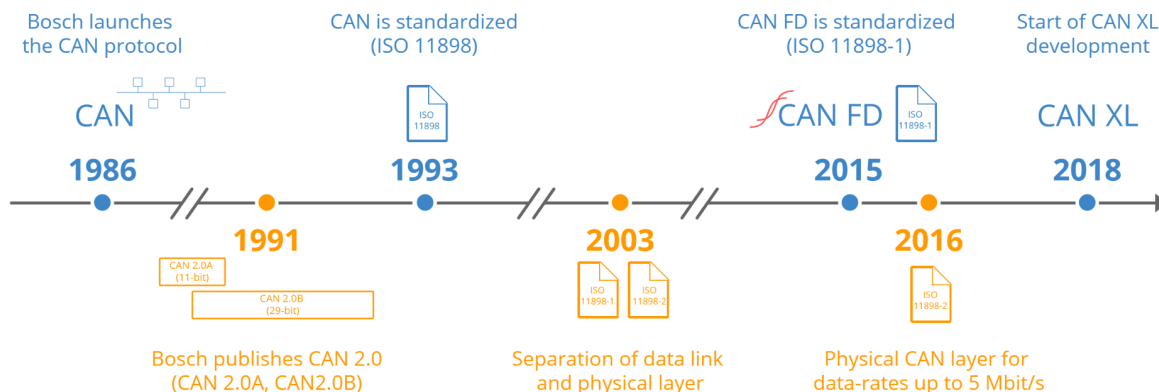 Bosch launches
the CAN protocol
CAN
1986
CAN is standardized
(ISO 11898)
ISO
11898
1993
CAN FD is standardized
(ISO 11898-1)
CAN FD
ISO
11898-1
2015
Start of CAN XL
development
CAN XL
2018
1991
CAN 2.0A
(11-bit)
CAN 2.0B
(29-bit)
Bosch publishes CAN 2.0
(CAN 2.0A, CAN2.0B)
2003
ISO
11898-1
ISO
11898-2
Separation of data link
and physical layer
2016
ISO
11898-2
Physical CAN layer for
data-rates up to 5 Mbit/s